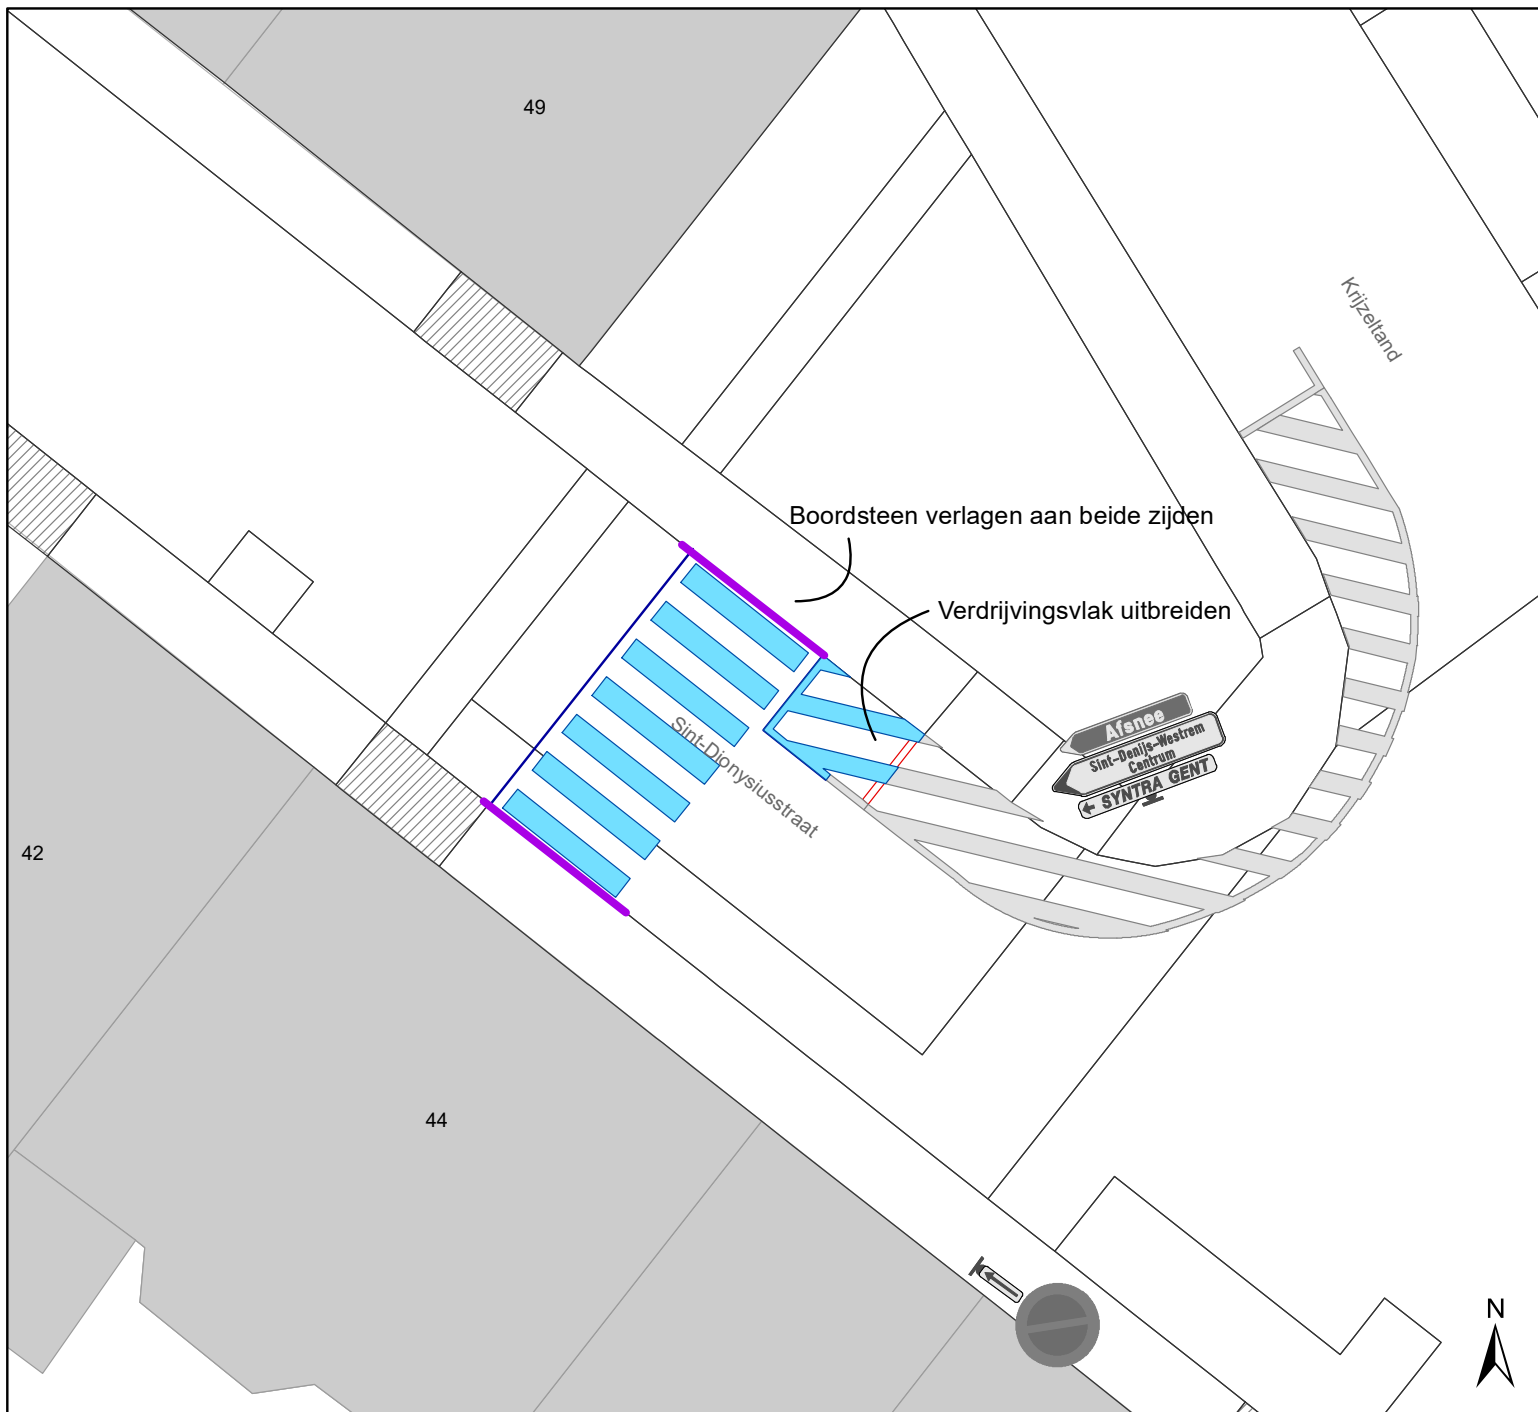 49
Krijzeltand
Boordsteen verlagen aan beide zijden
Verdrijvingsvlak uitbreiden
Afsnee
Sint-Denijs-Westrem
Centrum
SYNTRA GENT
Sint-Dionysiusstraat
42
44
N